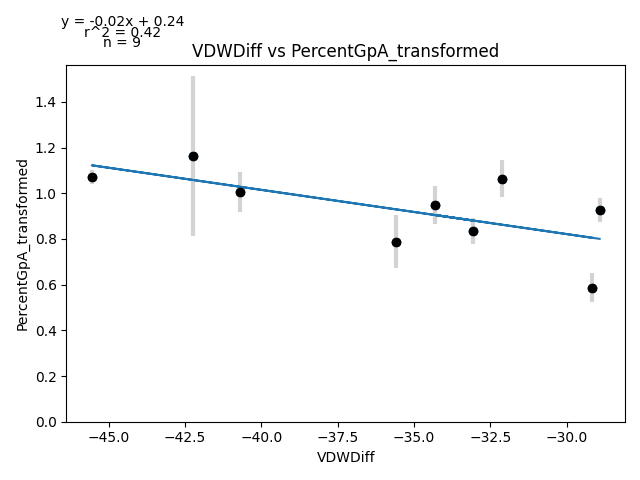 y = -0.02x + 0.24
r^2 = 0.42
n = 9
VDWDiff vs PercentGpA_transformed
PercentGpA_transformed
1.4
1.2
1.0
0.8
0.6
0.4
0.2
0.0
−45.0 −42.5 −40.0 −37.5 −35.0 −32.5 −30.0
VDWDiff